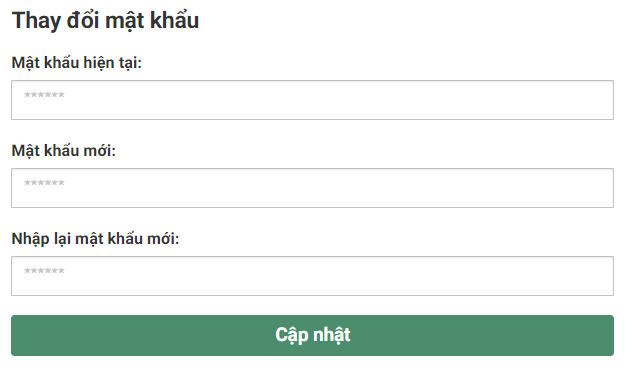 Thay đổi mật khẩu
Mật khẩu hiện tại:
******
Mật khẩu mới:
******
Nhập lại mật khẩu mới:
******
Cập nhật